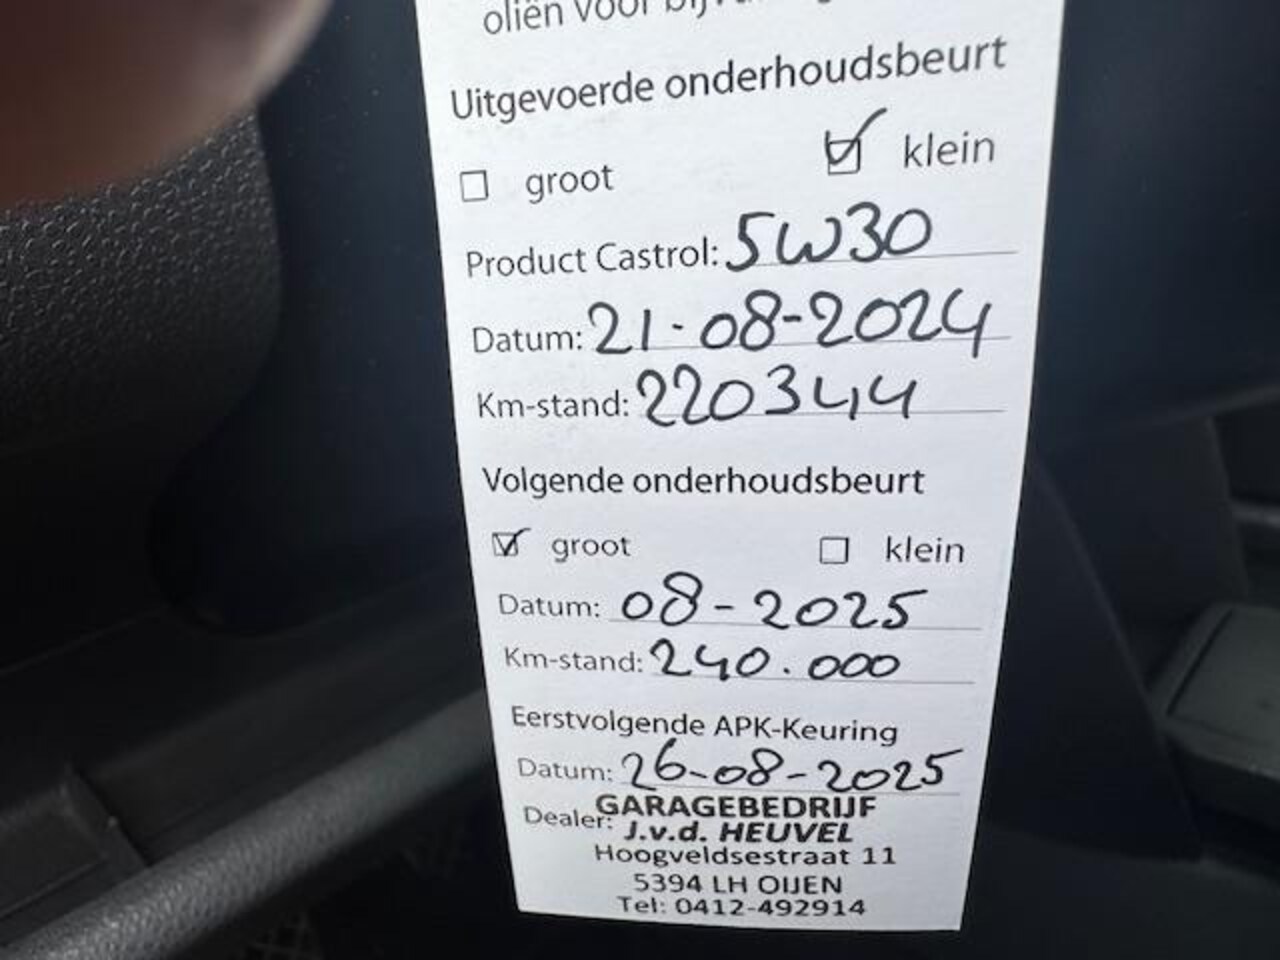 oliën voor
Uitgevoerde onderhoudsbeurt
groot klein
Product Castrol: 5W30
Datum: 21-08-2024
Km-stand: 220344
Volgende onderhoudsbeurt
groot klein
Datum: 08-2025
Km-stand: 240.000
Eerstvolgende APK-Keuring
Datum: 26-08-2025
Dealer: GARAGEBEDRIJF
J.v.d. HEUVEL
Hoogveldsestraat 11
5394 LH OIJEN
Tel: 0412-492914